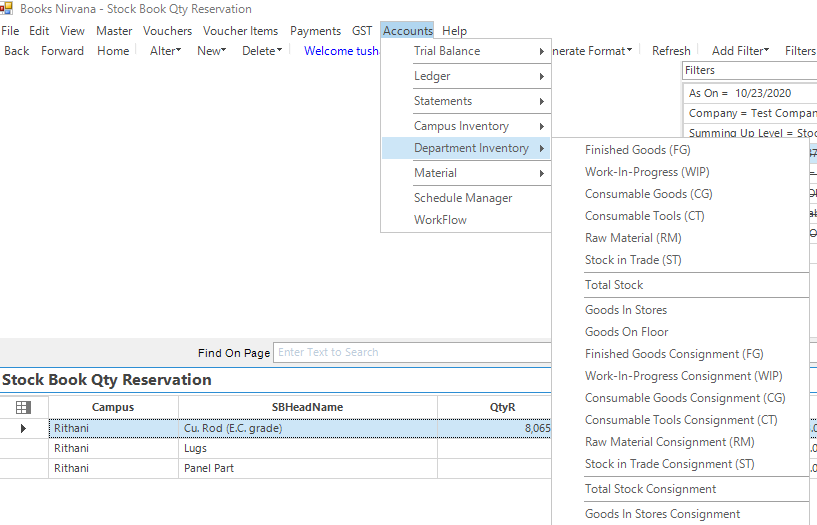 Books Nirvana - Stock Book Qty Reservation
File Edit View Master Vouchers Voucher Items Payments GST Accounts Help
Back Forward Home Alter New Delete Welcome tusha nerate Format Refresh Add Filter Filters
Filters
As On = 10/23/2020
Company = Test Company
Summing Up Level = Stoc
Trial Balance
Ledger
Statements
Campus Inventory
Department Inventory
Material
Schedule Manager
WorkFlow
Finished Goods (FG)
Work-In-Progress (WIP)
Consumable Goods (CG)
Consumable Tools (CT)
Raw Material (RM)
Stock in Trade (ST)
Total Stock
Goods In Stores
Goods On Floor
Finished Goods Consignment (FG)
Work-In-Progress Consignment (WIP)
Consumable Goods Consignment (CG)
Consumable Tools Consignment (CT)
Raw Material Consignment (RM)
Stock in Trade Consignment (ST)
Total Stock Consignment
Goods In Stores Consignment
Find On Page Enter Text to Search
Stock Book Qty Reservation
Campus SBHeadName QtyR
Rithani Cu. Rod (E.C. grade) 8,065
Rithani Lugs
Rithani Panel Part